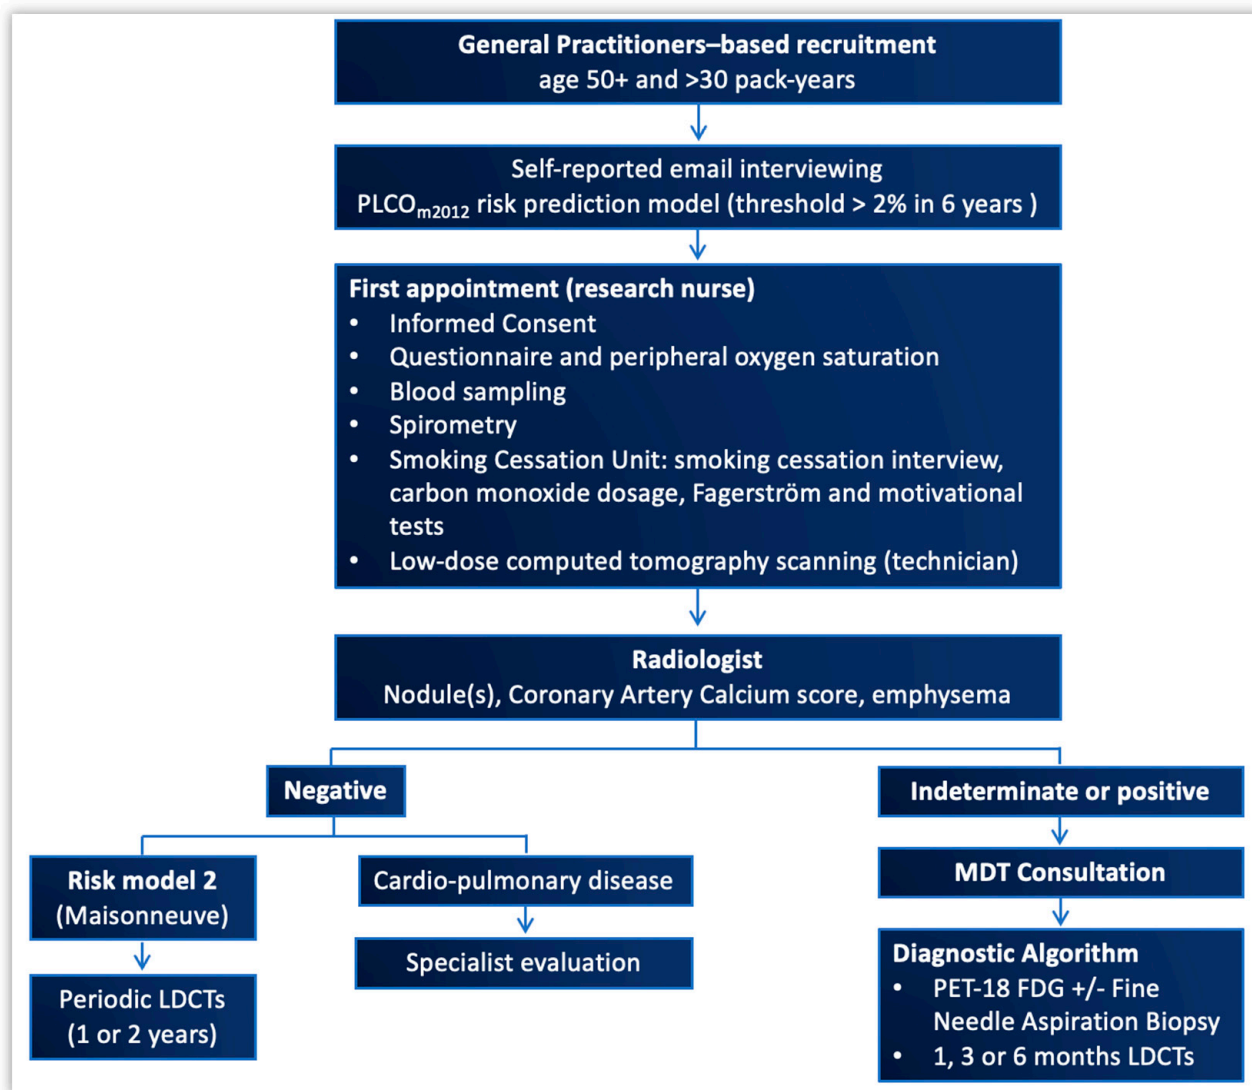 General Practitioners–based recruitment
age 50+ and >30 pack-years
Self-reported email interviewing
PLCOm2012 risk prediction model (threshold > 2% in 6 years )
First appointment (research nurse)
• Informed Consent
• Questionnaire and peripheral oxygen saturation
• Blood sampling
• Spirometry
• Smoking Cessation Unit: smoking cessation interview,
carbon monoxide dosage, Fagerström and motivational
tests
• Low-dose computed tomography scanning (technician)
Radiologist
Nodule(s), Coronary Artery Calcium score, emphysema
Negative
Risk model 2
(Maisonneuve)
Periodic LDCTs
(1 or 2 years)
Cardio-pulmonary disease
Specialist evaluation
Indeterminate or positive
MDT Consultation
Diagnostic Algorithm
• PET-18 FDG +/- Fine
Needle Aspiration Biopsy
• 1, 3 or 6 months LDCTs